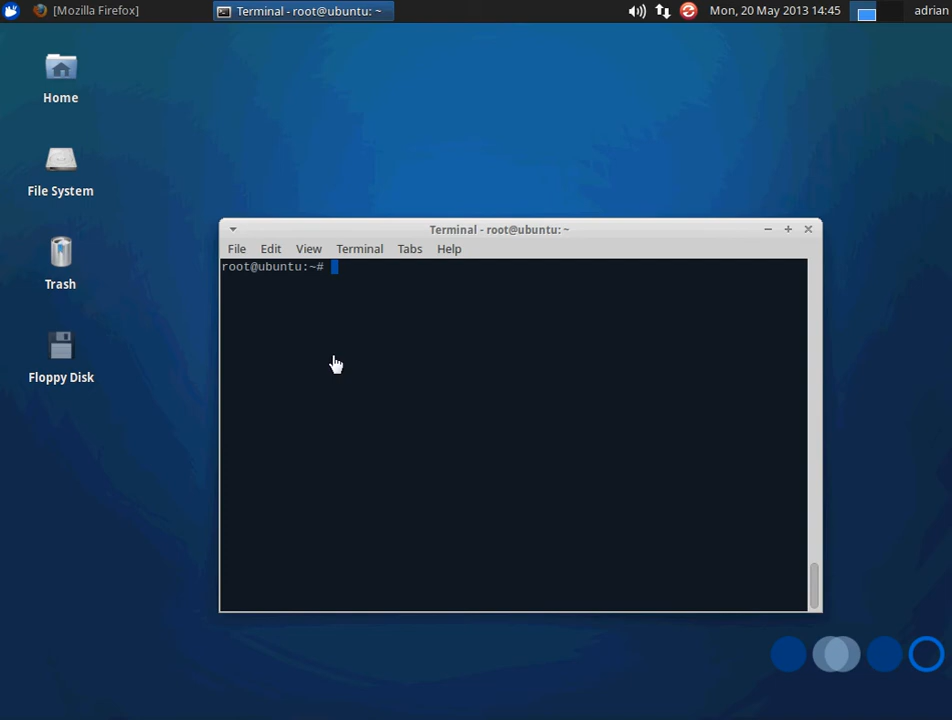 [Mozilla Firefox]
Terminal - root@ubuntu: ~
Mon, 20 May 2013 14:45
adrian
Home
File System
Trash
Floppy Disk
Terminal - root@ubuntu: ~
File Edit View Terminal Tabs Help
root@ubuntu:~#